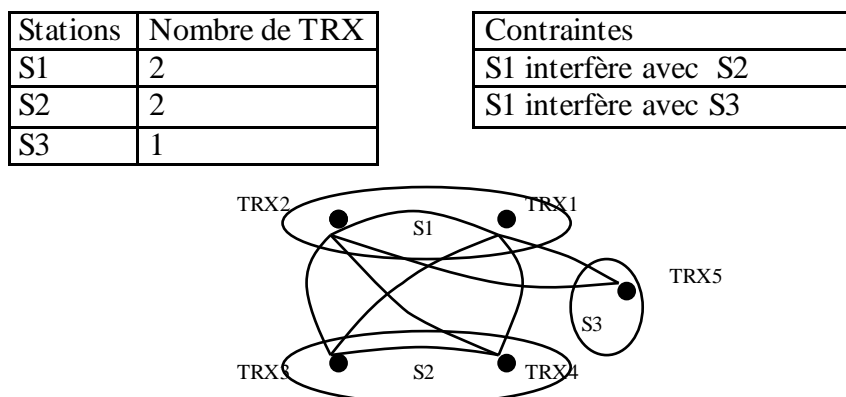 Stations Nombre de TRX
S1 2
S2 2
S3 1
Contraintes
S1 interfère avec S2
S1 interfère avec S3
TRX2 TRX1
S1
TRX5
S3
TRX3 S2 TRX4